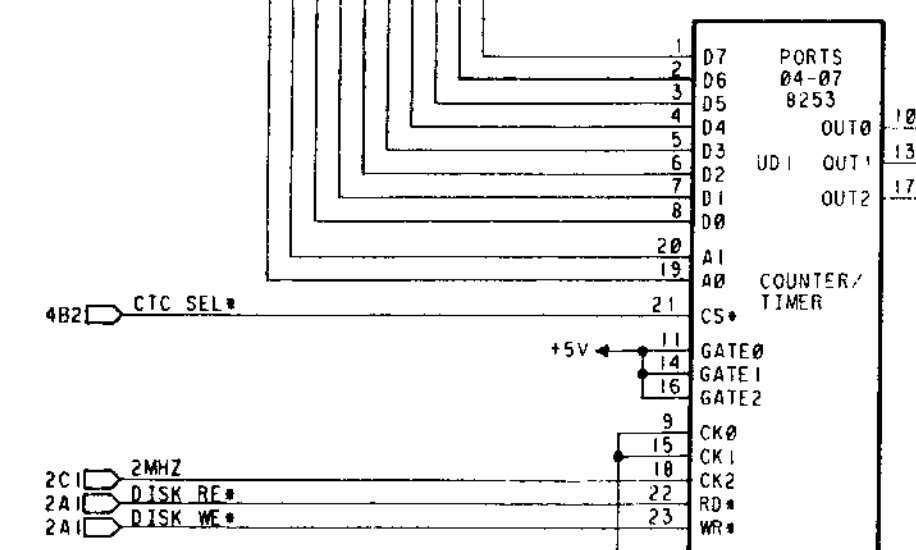 1 D7 PORTS
2 D6 04-07
3 D5 8253
4 D4 OUT0 10
5 D3 UD1 OUT1 13
6 D2
7 D1 OUT2 17
8 D0
20 A1
19 A0 COUNTER/
4B2 CTC SEL* 21 CS* TIMER
+5V 11 GATE0
14 GATE1
16 GATE2
9 CK0
15 CK1
2C1 2MHZ 18 CK2
2A1 DISK RE* 22 RD*
2A1 DISK WE* 23 WR*